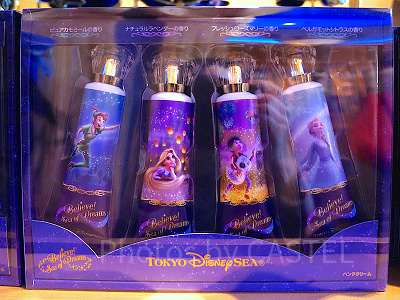 ピュアカモミールの香り
ナチュラルラベンダーの香り
フレッシュローズマリーの香り
ベルガモットシトラスの香り
Believe!
Sea of Dreams
Believe!
Sea of Dreams
Believe!
Sea of Dreams
Believe!
Sea of Dreams
Believe!
Sea of Dreams
Photos by CASTEL
TOKYO DISNEYSEA®
ハンドクリーム